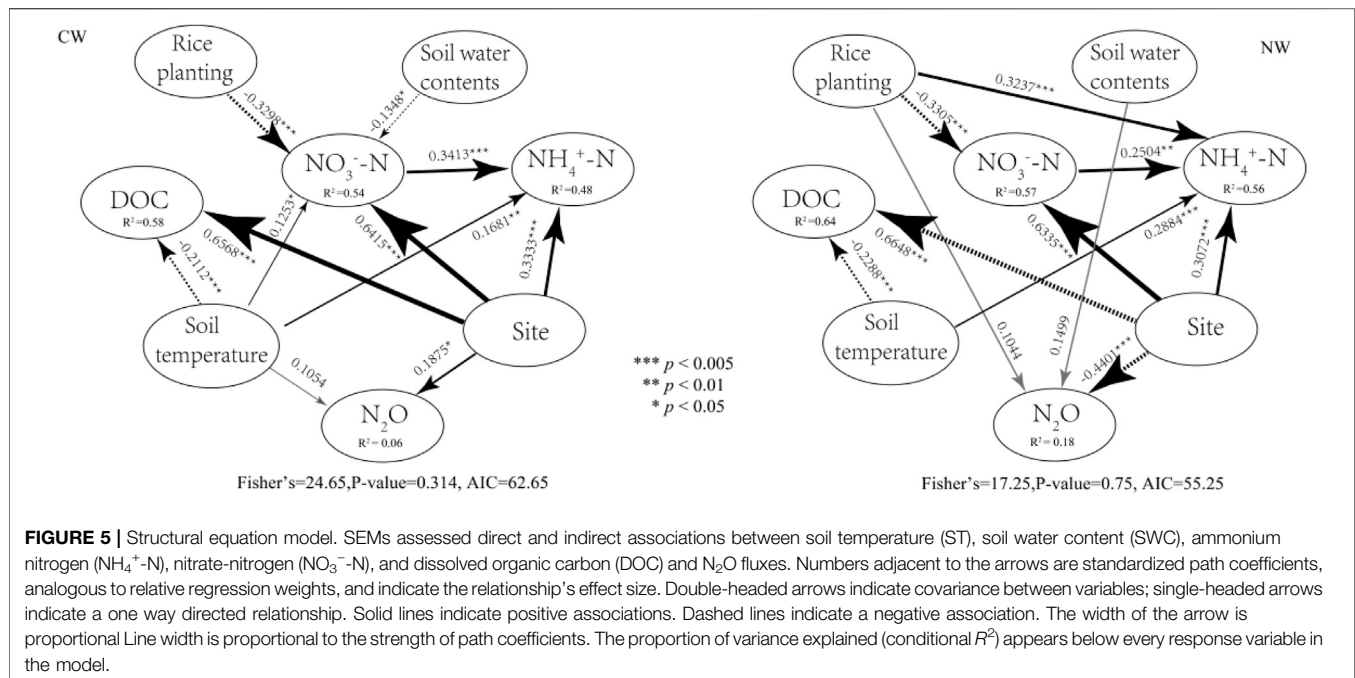 CW
Rice
planting
Soil water
contents
-0.3298***
-0.1348*
NO₃⁻-N
R²=0.54
0.3413***
NH₄⁺-N
R²=0.48
DOC
R²=0.58
0.6568***
-0.2112***
0.1253*
0.6415***
0.1681**
0.3333***
Soil
temperature
Site
0.1054
0.1875*
N₂O
R²=0.06
Fisher's=24.65,P-value=0.314, AIC=62.65
*** p < 0.005
** p < 0.01
* p < 0.05
NW
Rice
planting
Soil water
contents
0.3237***
-0.3305***
NO₃⁻-N
R²=0.57
0.2504**
NH₄⁺-N
R²=0.56
DOC
R²=0.64
0.6648***
-0.2288***
0.6335***
0.2884***
0.3072***
Soil
temperature
Site
0.1044
0.1499
-0.4401***
N₂O
R²=0.18
Fisher's=17.25,P-value=0.75, AIC=55.25
FIGURE 5 | Structural equation model. SEMs assessed direct and indirect associations between soil temperature (ST), soil water content (SWC), ammonium
nitrogen (NH₄⁺-N), nitrate-nitrogen (NO₃⁻-N), and dissolved organic carbon (DOC) and N₂O fluxes. Numbers adjacent to the arrows are standardized path coefficients,
analogous to relative regression weights, and indicate the relationship's effect size. Double-headed arrows indicate covariance between variables; single-headed arrows
indicate a one way directed relationship. Solid lines indicate positive associations. Dashed lines indicate a negative association. The width of the arrow is
proportional Line width is proportional to the strength of path coefficients. The proportion of variance explained (conditional R²) appears below every response variable in
the model.